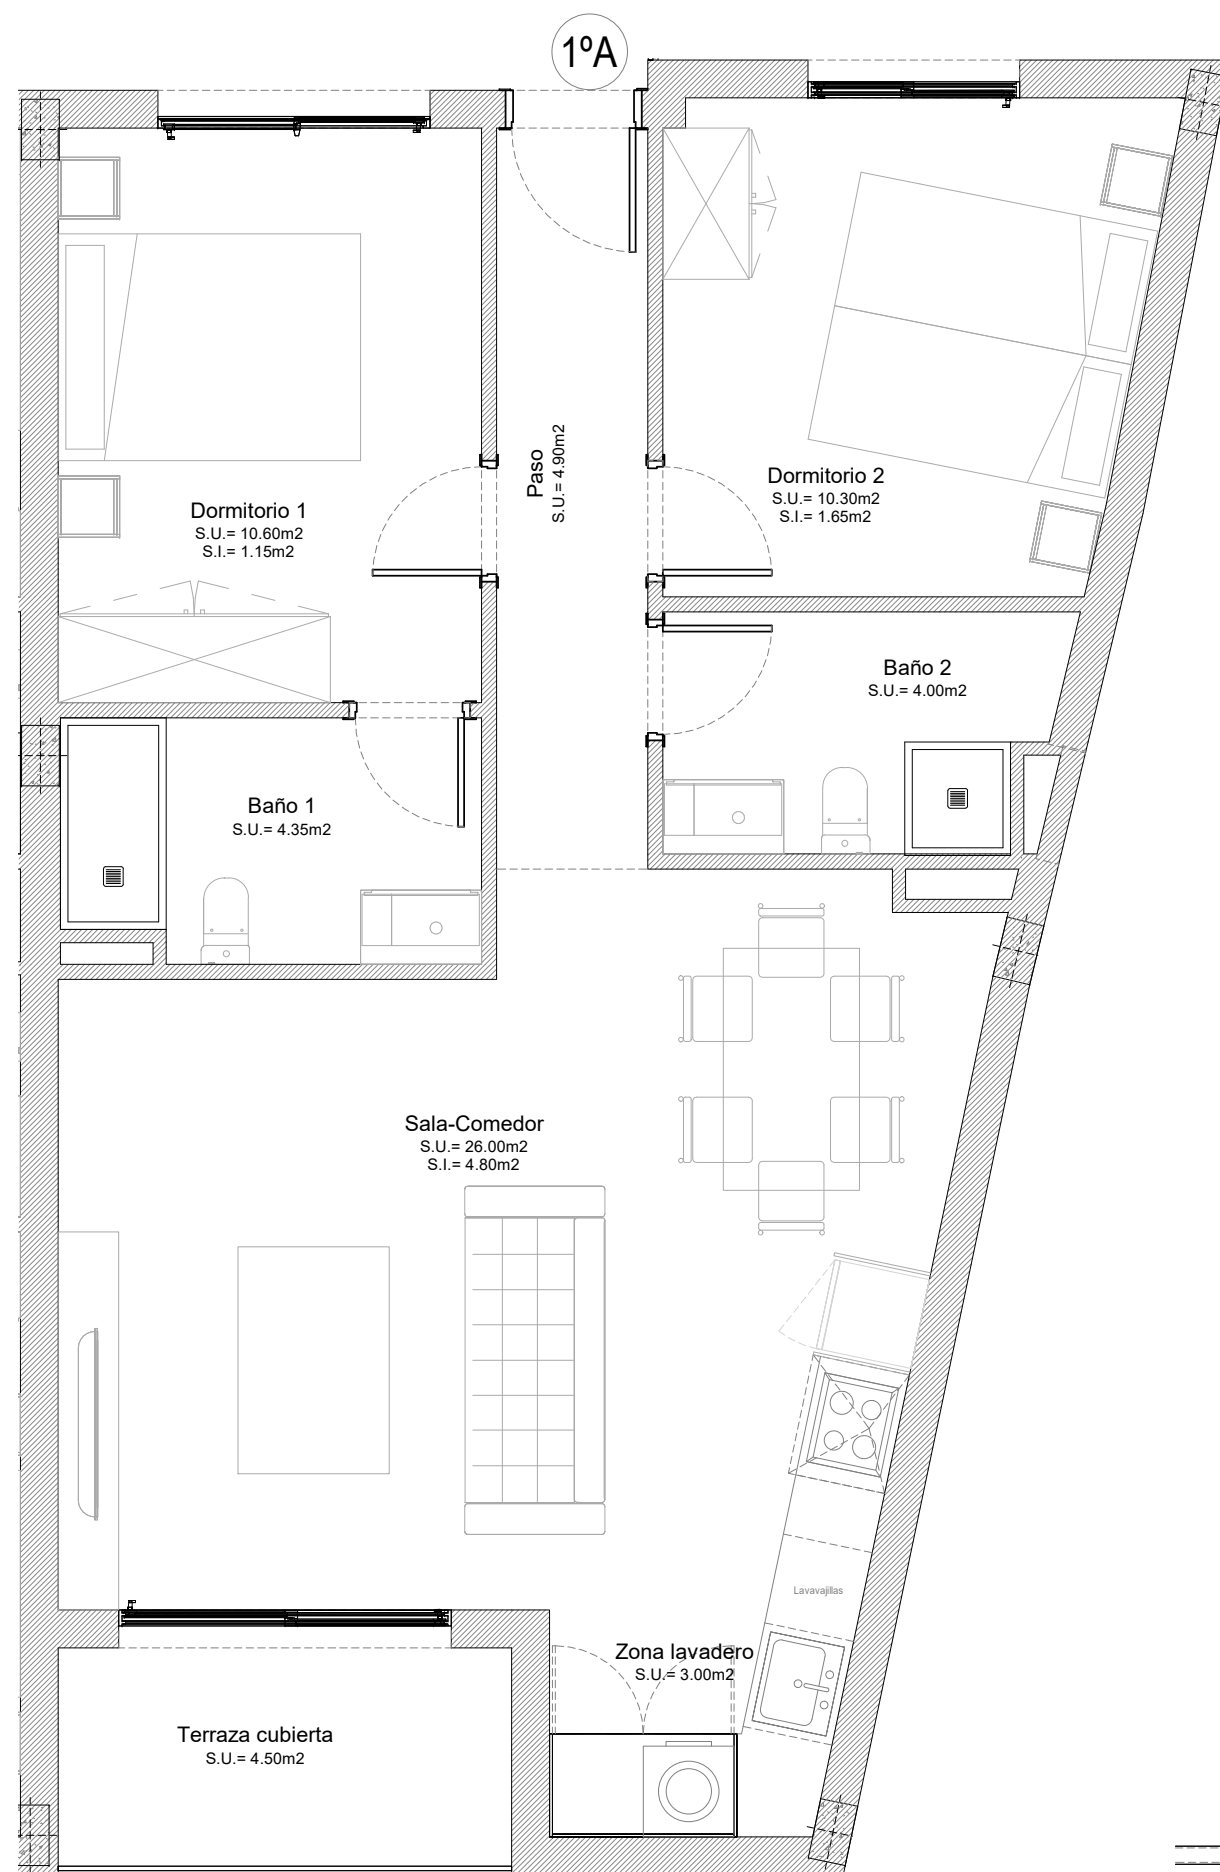 1ºA
Paso
S.U.= 4.90m2
Dormitorio 1
S.U.= 10.60m2
S.I.= 1.15m2
Dormitorio 2
S.U.= 10.30m2
S.I.= 1.65m2
Baño 2
S.U.= 4.00m2
Baño 1
S.U.= 4.35m2
Sala-Comedor
S.U.= 26.00m2
S.I.= 4.80m2
Lavavajillas
Zona lavadero
S.U.= 3.00m2
Terraza cubierta
S.U.= 4.50m2